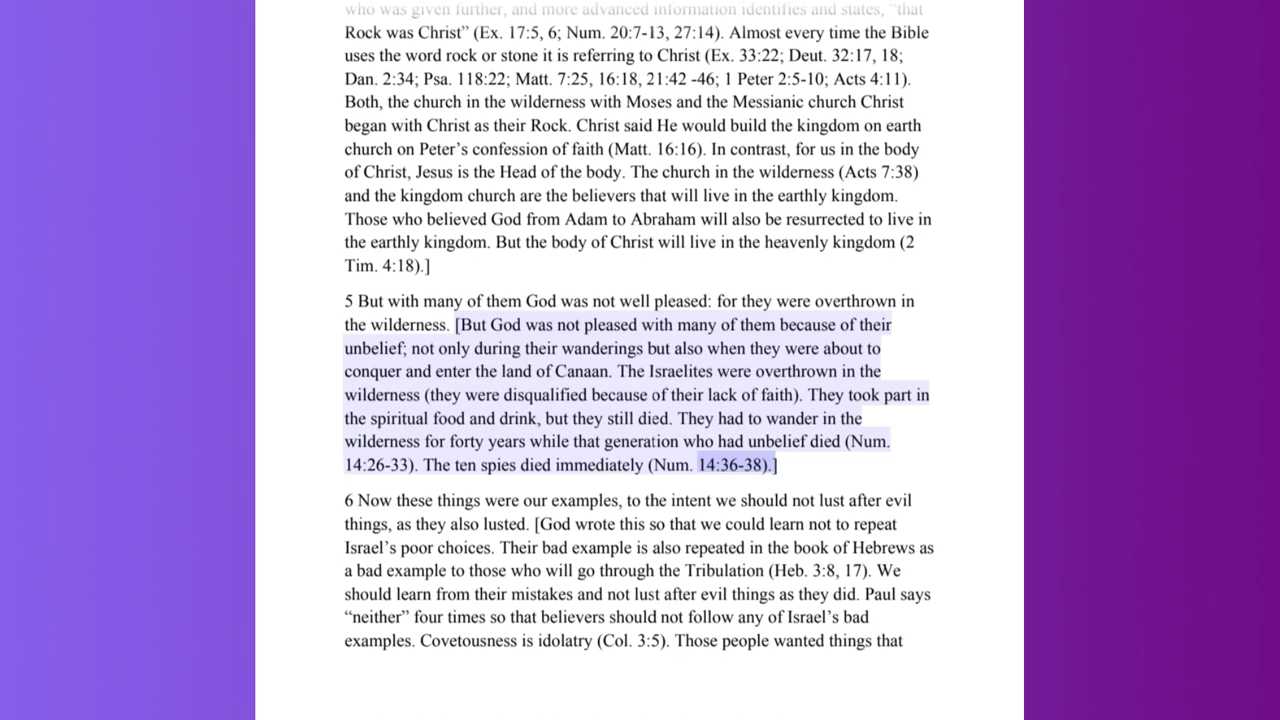 who was given further, and more advanced information identifies and states, “that
Rock was Christ” (Ex. 17:5, 6; Num. 20:7-13, 27:14). Almost every time the Bible
uses the word rock or stone it is referring to Christ (Ex. 33:22; Deut. 32:17, 18;
Dan. 2:34; Psa. 118:22; Matt. 7:25, 16:18, 21:42 -46; 1 Peter 2:5-10; Acts 4:11).
Both, the church in the wilderness with Moses and the Messianic church Christ
began with Christ as their Rock. Christ said He would build the kingdom on earth
church on Peter’s confession of faith (Matt. 16:16). In contrast, for us in the body
of Christ, Jesus is the Head of the body. The church in the wilderness (Acts 7:38)
and the kingdom church are the believers that will live in the earthly kingdom.
Those who believed God from Adam to Abraham will also be resurrected to live in
the earthly kingdom. But the body of Christ will live in the heavenly kingdom (2
Tim. 4:18).]
5 But with many of them God was not well pleased: for they were overthrown in
the wilderness. [But God was not pleased with many of them because of their
unbelief; not only during their wanderings but also when they were about to
conquer and enter the land of Canaan. The Israelites were overthrown in the
wilderness (they were disqualified because of their lack of faith). They took part in
the spiritual food and drink, but they still died. They had to wander in the
wilderness for forty years while that generation who had unbelief died (Num.
14:26-33). The ten spies died immediately (Num. 14:36-38).]
6 Now these things were our examples, to the intent we should not lust after evil
things, as they also lusted. [God wrote this so that we could learn not to repeat
Israel’s poor choices. Their bad example is also repeated in the book of Hebrews as
a bad example to those who will go through the Tribulation (Heb. 3:8, 17). We
should learn from their mistakes and not lust after evil things as they did. Paul says
“neither” four times so that believers should not follow any of Israel’s bad
examples. Covetousness is idolatry (Col. 3:5). Those people wanted things that